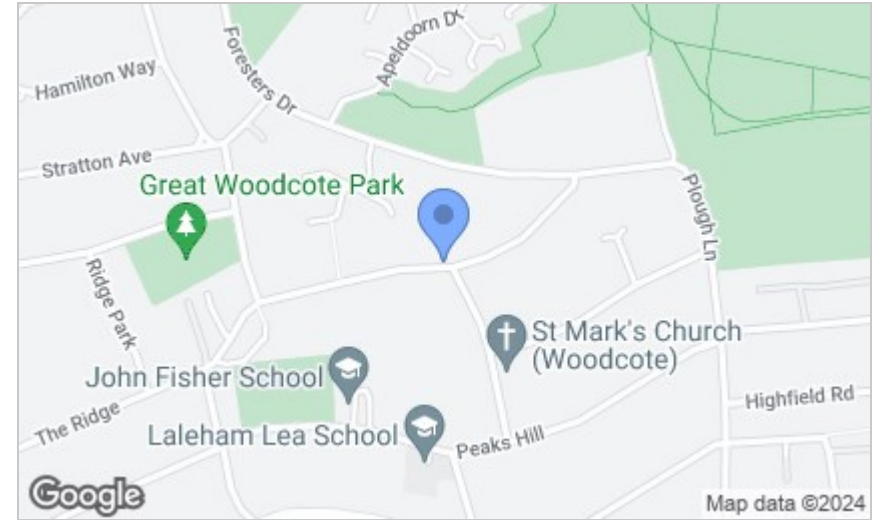 Apeldoorn Dr
Foresters Dr
Hamilton Way
Stratton Ave
Great Woodcote Park
Plough Ln
Ridge Park
St Mark's Church
(Woodcote)
John Fisher School
Highfield Rd
The Ridge
Laleham Lea School
Peaks Hill
Google
Map data ©2024